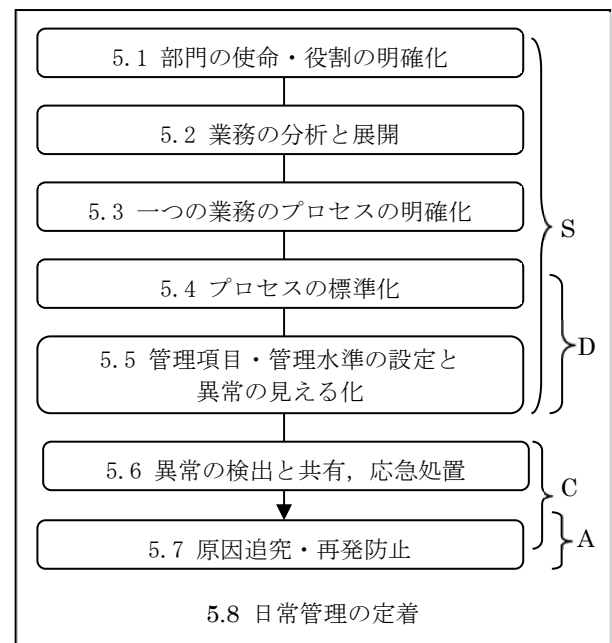 5.1 部門の使命・役割の明確化
5.2 業務の分析と展開
5.3 一つの業務のプロセスの明確化
S
5.4 プロセスの標準化
D
5.5 管理項目・管理水準の設定と
異常の見える化
5.6 異常の検出と共有，応急処置
C
5.7 原因追究・再発防止
A
5.8 日常管理の定着